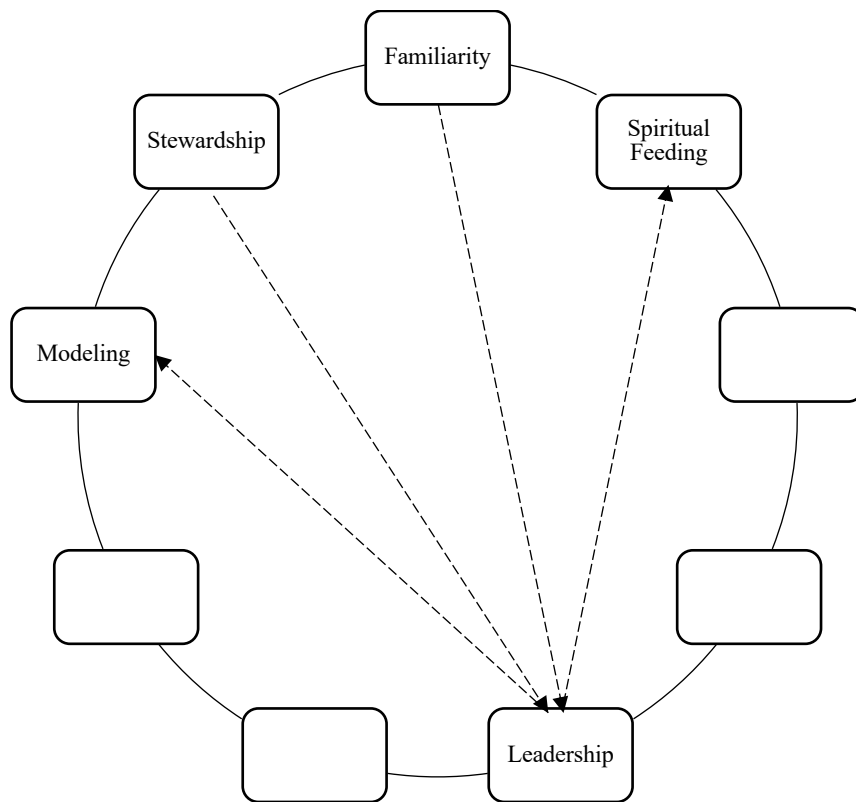 Familiarity
Stewardship
Spiritual
Feeding
Modeling
Leadership